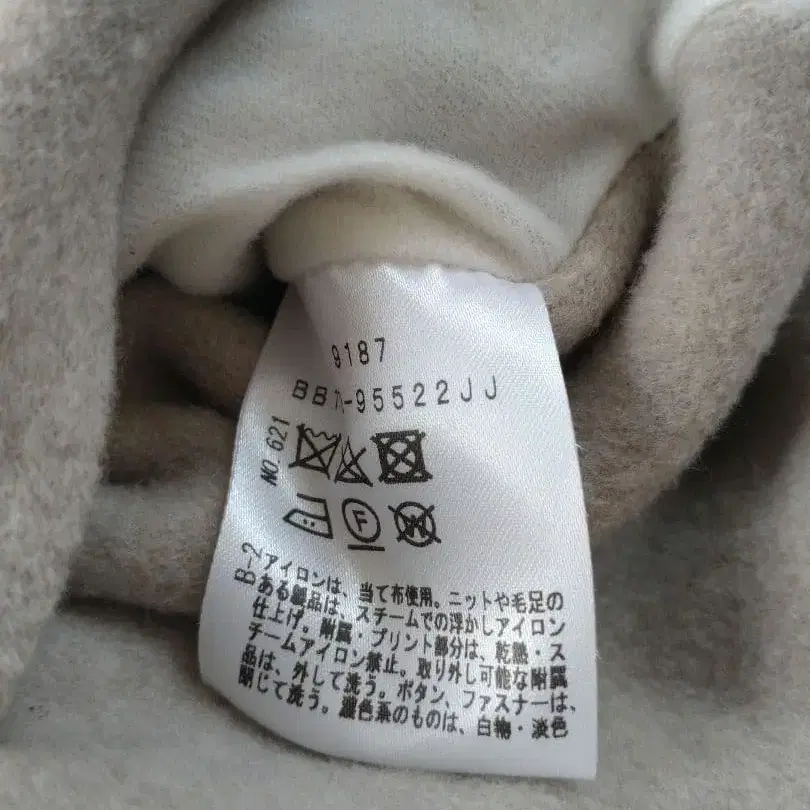 9187
BB7-95522JJ
NO.621
F
W
B-2
アイロンは、当て布使用。ニットや毛足の
ある製品は、スチームでの浮かしアイロン
仕上げ。附属・プリント部分は、乾熱・ス
チームアイロン禁止。取り外し可能な附属
品は、外して洗う。ボタン、ファスナーは、
閉じて洗う。濃色系のものは、白物・淡色